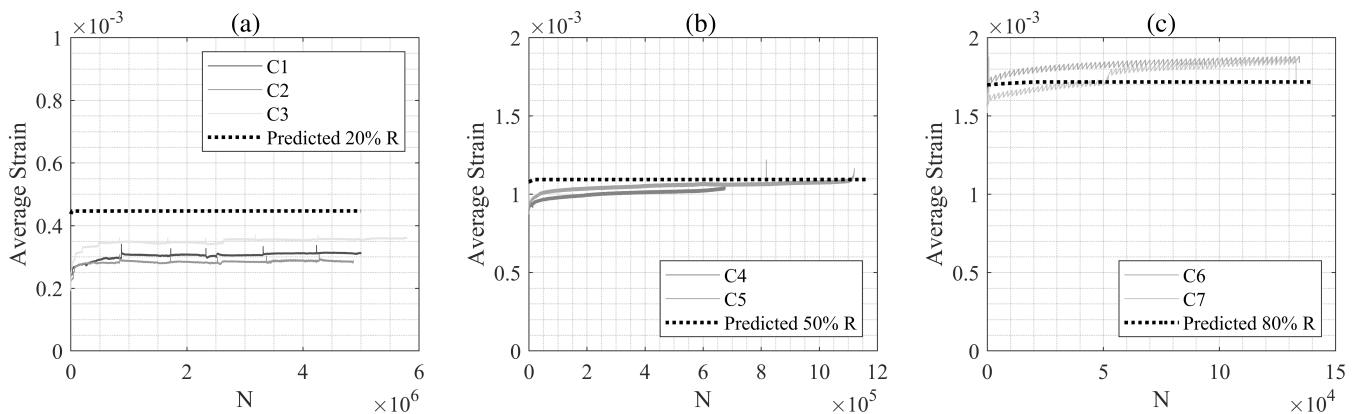 (a)
×10⁻³
1
0.8
0.6
0.4
0.2
0
Average Strain
C1
C2
C3
Predicted 20% R
0 2 4 6
N
×10⁶
(b)
×10⁻³
2
1.5
1
0.5
0
Average Strain
C4
C5
Predicted 50% R
0 2 4 6 8 10 12
N
×10⁵
(c)
×10⁻³
2
1.5
1
0.5
0
Average Strain
C6
C7
Predicted 80% R
0 5 10 15
N
×10⁴